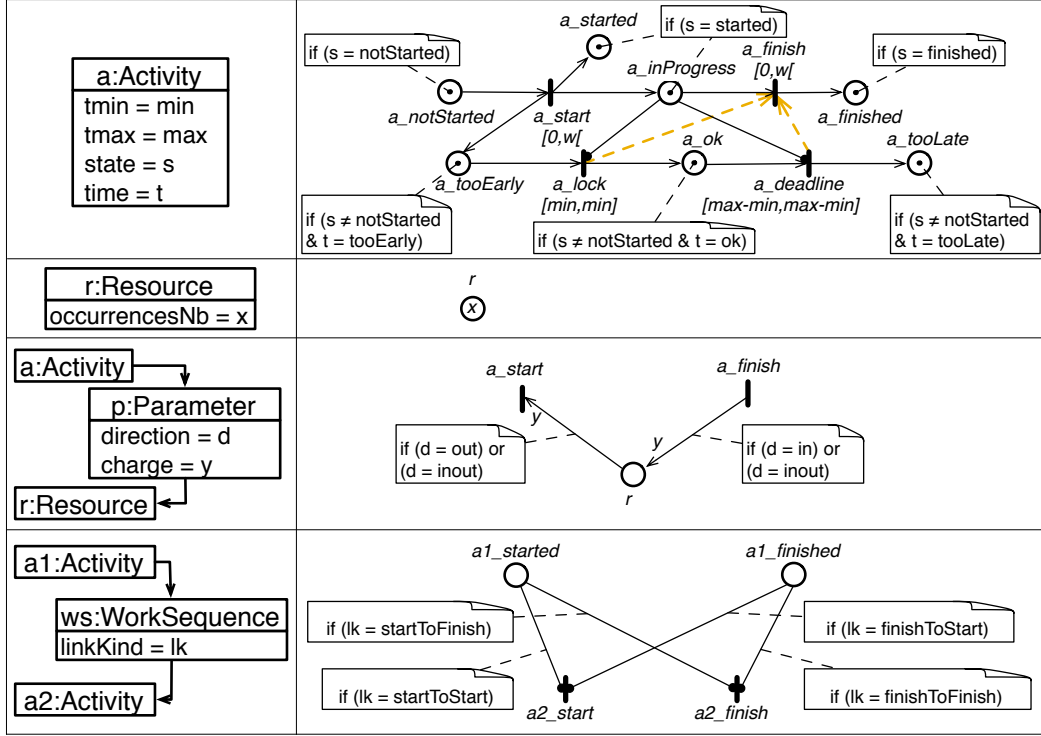 a:Activity
tmin = min
tmax = max
state = s
time = t
if (s = notStarted)
a_started
if (s = started)
a_finish
[0,w[
if (s = finished)
a_inProgress
a_notStarted
a_start
[0,w[
a_finished
a_ok
a_tooLate
a_tooEarly
a_lock
[min,min]
a_deadline
[max-min,max-min]
if (s ≠ notStarted
& t = tooEarly)
if (s ≠ notStarted & t = ok)
if (s ≠ notStarted
& t = tooLate)
r:Resource
occurrencesNb = x
r
x
a:Activity
p:Parameter
direction = d
charge = y
r:Resource
a_start
a_finish
y
y
if (d = out) or
(d = inout)
if (d = in) or
(d = inout)
r
a1:Activity
ws:WorkSequence
linkKind = lk
a2:Activity
a1_started
a1_finished
if (lk = startToFinish)
if (lk = finishToStart)
if (lk = startToStart)
if (lk = finishToFinish)
a2_start
a2_finish